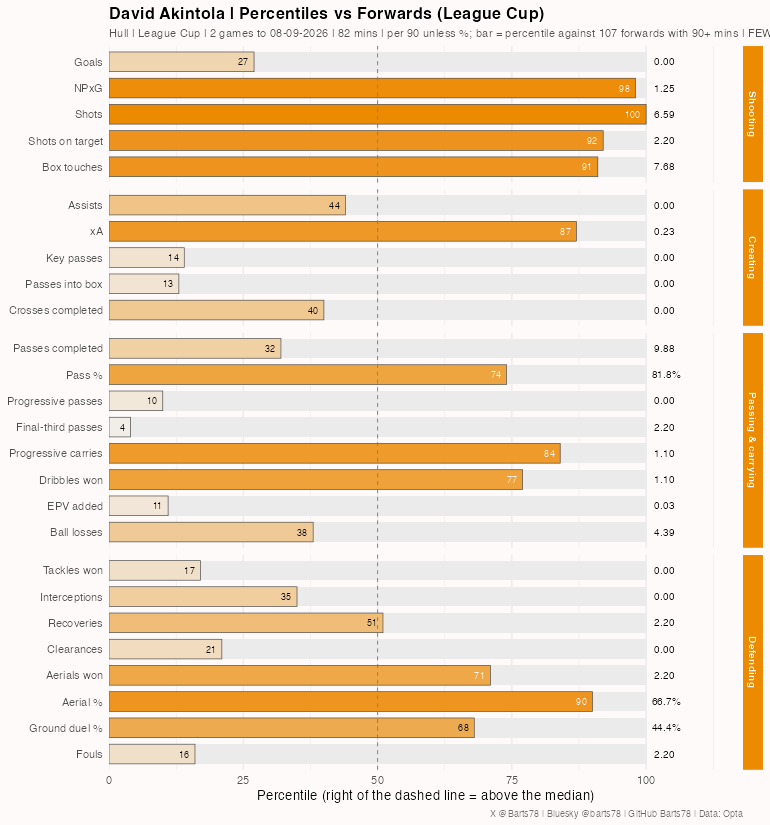 David Akintola | Percentiles vs Forwards (League Cup)
Hull | League Cup | 2 games to 08-09-2026 | 82 mins | per 90 unless %; bar = percentile against 107 forwards with 90+ mins | FEW
Goals 27 0.00
NPxG 98 1.25
Shots 100 6.59
Shots on target 92 2.20
Box touches 91 7.68
Shooting
Assists 44 0.00
xA 87 0.23
Key passes 14 0.00
Passes into box 13 0.00
Crosses completed 40 0.00
Creating
Passes completed 32 9.88
Pass % 74 81.8%
Progressive passes 10 0.00
Final-third passes 4 2.20
Progressive carries 84 1.10
Dribbles won 77 1.10
EPV added 11 0.03
Ball losses 38 4.39
Passing & carrying
Tackles won 17 0.00
Interceptions 35 0.00
Recoveries 51 2.20
Clearances 21 0.00
Aerials won 71 2.20
Aerial % 90 66.7%
Ground duel % 68 44.4%
Fouls 16 2.20
Defending
0 25 50 75 100
Percentile (right of the dashed line = above the median)
X @Barts78 | Bluesky @barts78 | GitHub Barts78 | Data: Opta